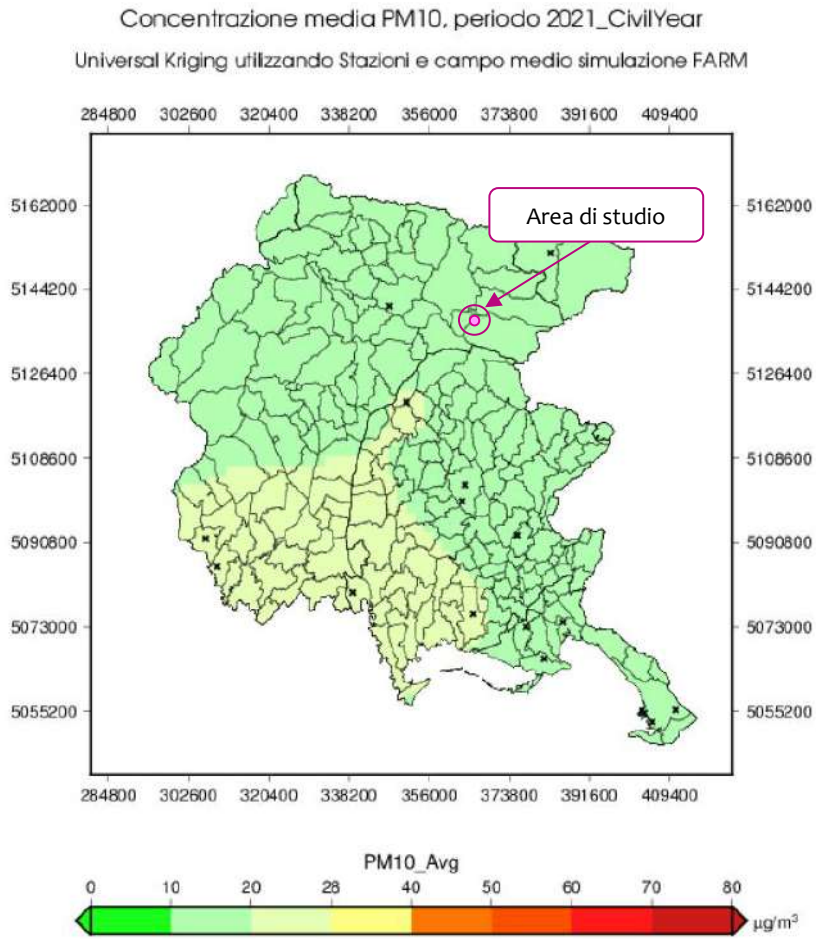 Concentrazione media PM10, periodo 2021_CivilYear
Universal Kriging utilizzando Stazioni e campo medio simulazione FARM
284800 302600 320400 338200 356000 373800 391600 409400
5162000 5162000
Area di studio
5144200 5144200
5126400 5126400
5108600 5108600
5090800 5090800
5073000 5073000
5055200 5055200
284800 302600 320400 338200 356000 373800 391600 409400
PM10_Avg
0 10 20 28 40 50 60 70 80
µg/m³